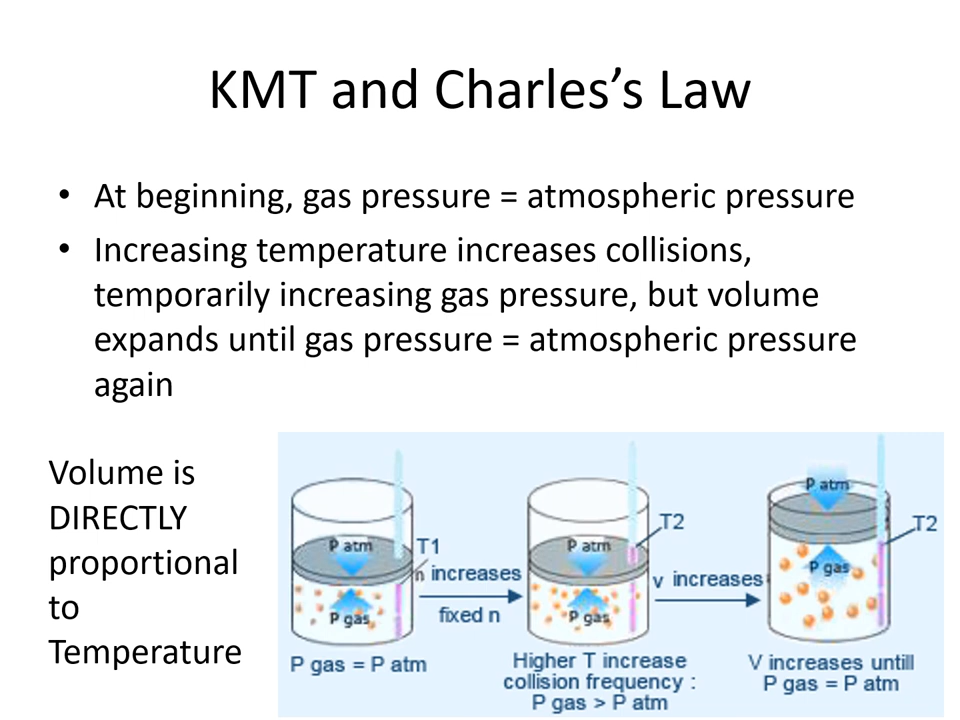 KMT and Charles’s Law
• At beginning, gas pressure = atmospheric pressure
• Increasing temperature increases collisions,
temporarily increasing gas pressure, but volume
expands until gas pressure = atmospheric pressure
again
Volume is
DIRECTLY
proportional
to
Temperature
P atm
T1
P gas
P gas = P atm
n increases
fixed n
P atm
T2
P gas
Higher T increase
collision frequency :
P gas > P atm
v increases
P atm
T2
P gas
V increases untill
P gas = P atm